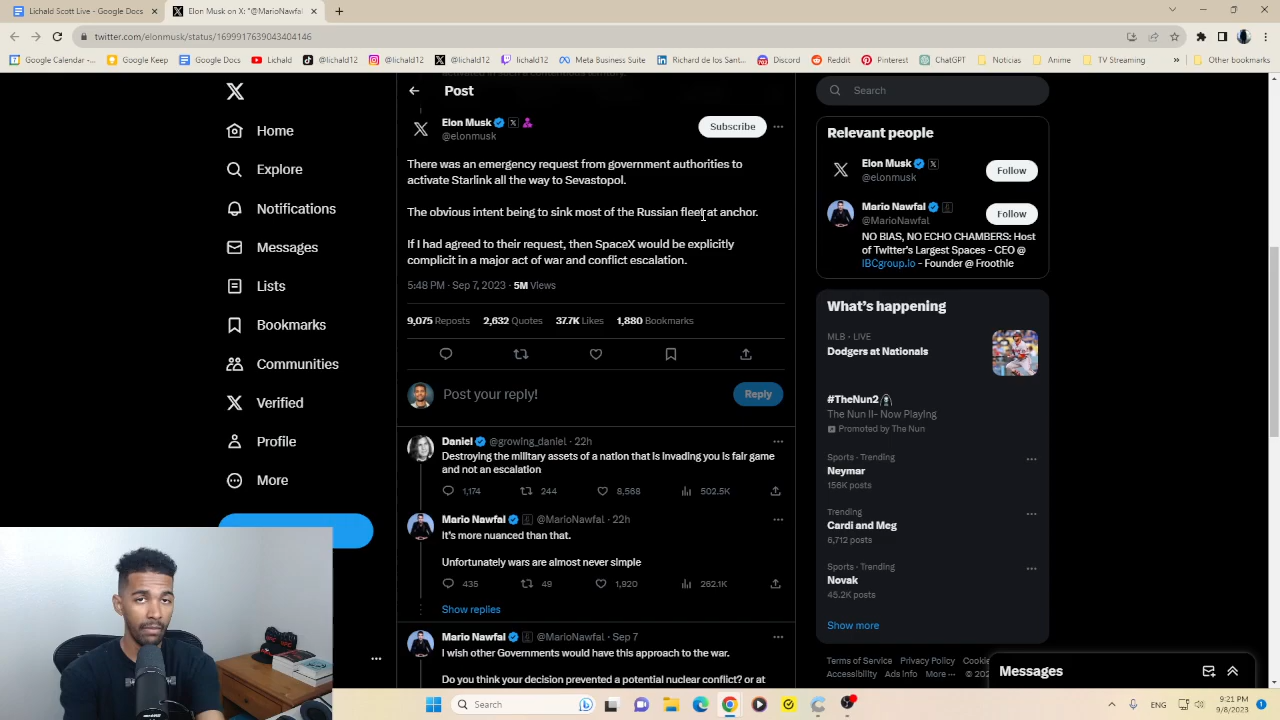 Lichald Scott Live - Google Docs
Elon Musk on X: "@MarioNawfal
twitter.com/elonmusk/status/1699917639043404146
Google Calendar -...
Google Keep
Google Docs
Lichald
@lichald12
@lichald12
@lichald12
@lichald12
Meta Business Suite
Richard de los Sant...
Discord
Reddit
Pinterest
ChatGPT
Noticias
Anime
TV Streaming
»
Other bookmarks
Home
Explore
Notifications
Messages
Lists
Bookmarks
Communities
Verified
Profile
More
Post
Elon Musk
@elonmusk
Subscribe
There was an emergency request from government authorities to
activate Starlink all the way to Sevastopol.
The obvious intent being to sink most of the Russian fleet at anchor.
If I had agreed to their request, then SpaceX would be explicitly
complicit in a major act of war and conflict escalation.
5:48 PM · Sep 7, 2023 · 5M Views
9,075 Reposts 2,632 Quotes 37.7K Likes 1,880 Bookmarks
Post your reply!
Reply
Daniel @growing_daniel · 22h
Destroying the military assets of a nation that is invading you is fair game
and not an escalation
1,174 244 8,568 502.5K
Mario Nawfal @MarioNawfal · 22h
It's more nuanced than that.
Unfortunately wars are almost never simple
435 49 1,920 262.1K
Show replies
Mario Nawfal @MarioNawfal · Sep 7
I wish other Governments would have this approach to the war.
Do you think your decision prevented a potential nuclear conflict? or at
Search
Relevant people
Elon Musk
@elonmusk
Follow
Mario Nawfal
@MarioNawfal
Follow
NO BIAS, NO ECHO CHAMBERS: Host
of Twitter's Largest Spaces - CEO @
IBCgroup.io - Founder @ Froothie
What's happening
MLB · LIVE
Dodgers at Nationals
#TheNun2
The Nun II- Now Playing
Promoted by The Nun
Sports · Trending
Neymar
156K posts
Trending
Cardi and Meg
6,712 posts
Sports · Trending
Novak
45.2K posts
Show more
Terms of Service Privacy Policy
Accessibility Ads info More ···
Messages
Search
ENG
9:21 PM
9/8/2023